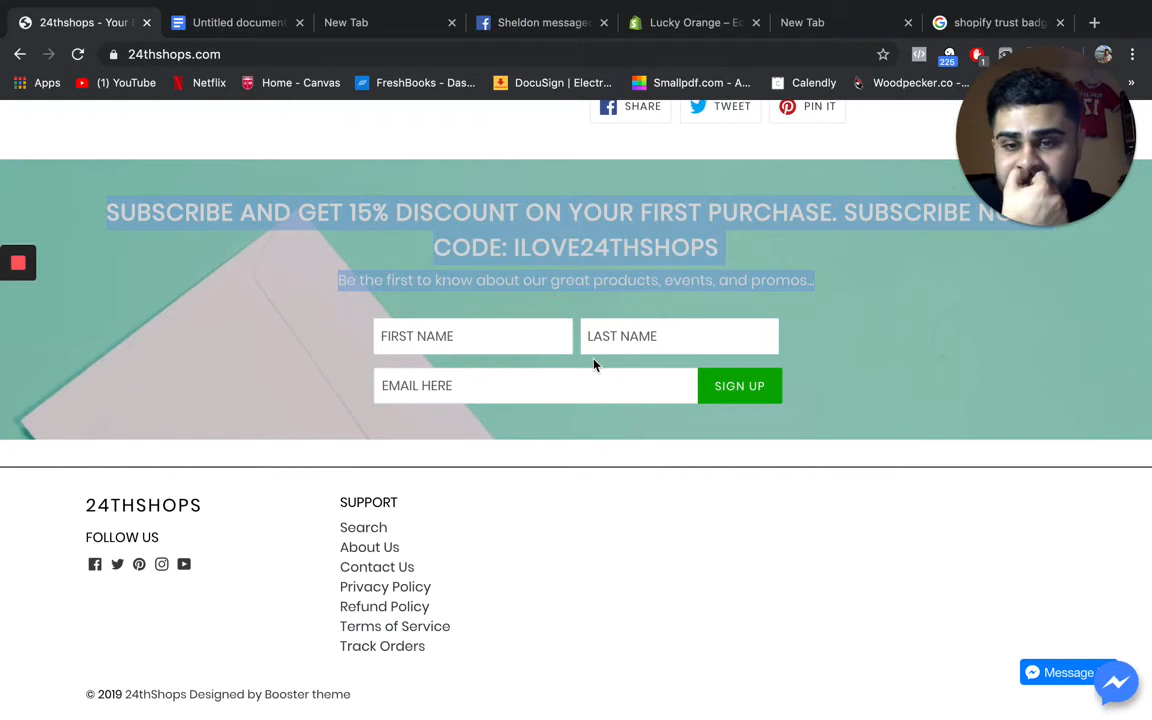 24thshops - Your E
Untitled document
New Tab
Sheldon message
Lucky Orange – Ec
New Tab
shopify trust badg
24thshops.com
225
1
Apps
(1) YouTube
Netflix
Home - Canvas
FreshBooks - Das...
DocuSign | Electr...
Smallpdf.com - A...
Calendly
Woodpecker.co -...
»
SHARE
TWEET
PIN IT
SUBSCRIBE AND GET 15% DISCOUNT ON YOUR FIRST PURCHASE. SUBSCRIBE
CODE: ILOVE24THSHOPS
Be the first to know about our great products, events, and promos...
FIRST NAME
LAST NAME
EMAIL HERE
SIGN UP
24THSHOPS
FOLLOW US
SUPPORT
Search
About Us
Contact Us
Privacy Policy
Refund Policy
Terms of Service
Track Orders
Message
© 2019 24thShops Designed by Booster theme